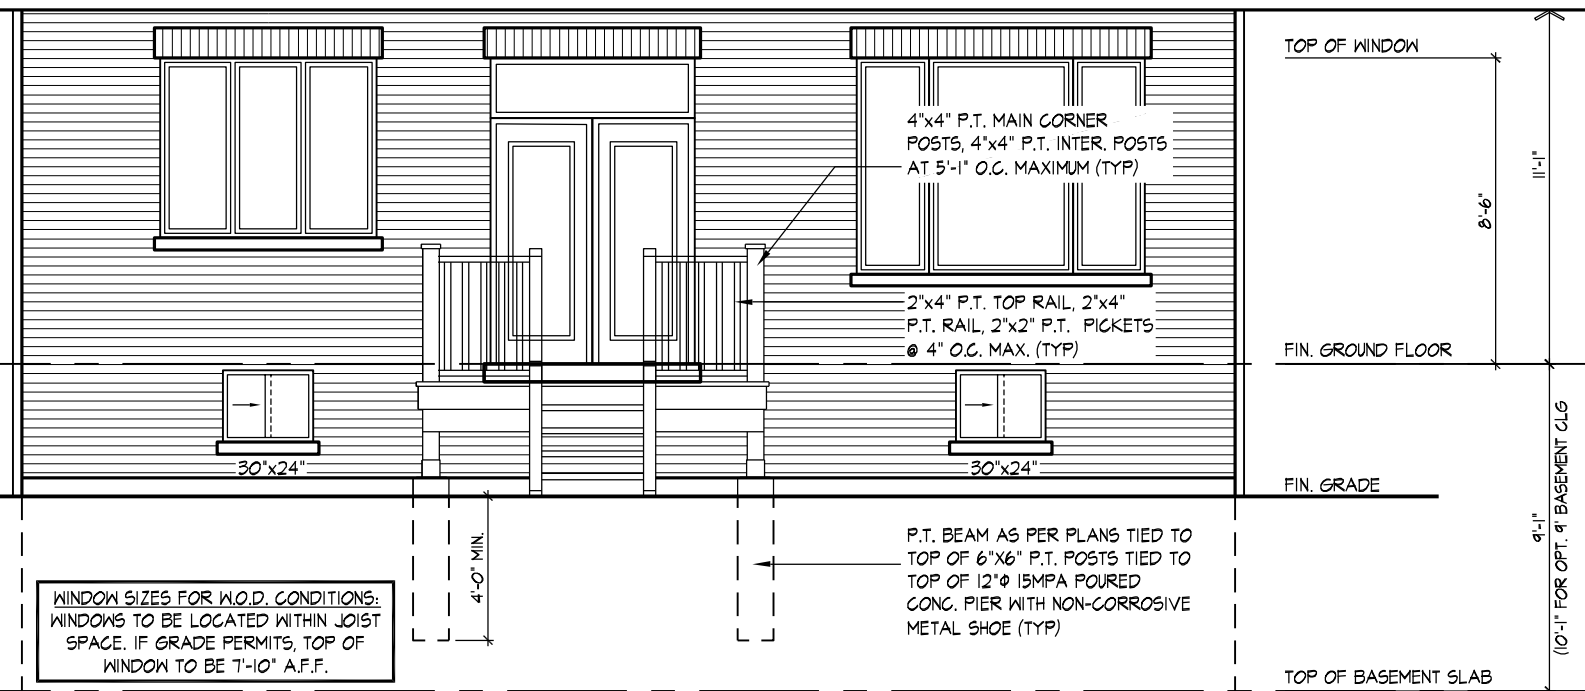 TOP OF WINDOW
4"x4" P.T. MAIN CORNER
POSTS, 4"x4" P.T. INTER. POSTS
AT 5'-1" O.C. MAXIMUM (TYP)
11'-1"
8'-6"
2"x4" P.T. TOP RAIL, 2"x4"
P.T. RAIL, 2"x2" P.T. PICKETS
@ 4" O.C. MAX. (TYP)
FIN. GROUND FLOOR
30"x24"
30"x24"
FIN. GRADE
9'-1"
(10'-1" FOR OPT. 9' BASEMENT CLG
4'-0" MIN.
P.T. BEAM AS PER PLANS TIED TO
TOP OF 6"X6" P.T. POSTS TIED TO
TOP OF 12"Φ 15MPA POURED
CONC. PIER WITH NON-CORROSIVE
METAL SHOE (TYP)
WINDOW SIZES FOR W.O.D. CONDITIONS:
WINDOWS TO BE LOCATED WITHIN JOIST
SPACE. IF GRADE PERMITS, TOP OF
WINDOW TO BE 7'-10" A.F.F.
TOP OF BASEMENT SLAB